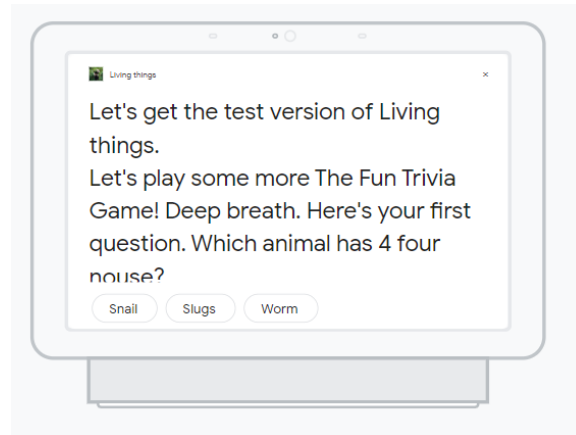 Living things
×
Let's get the test version of Living
things.
Let's play some more The Fun Trivia
Game! Deep breath. Here's your first
question. Which animal has 4 four
nouse?
Snail Slugs Worm